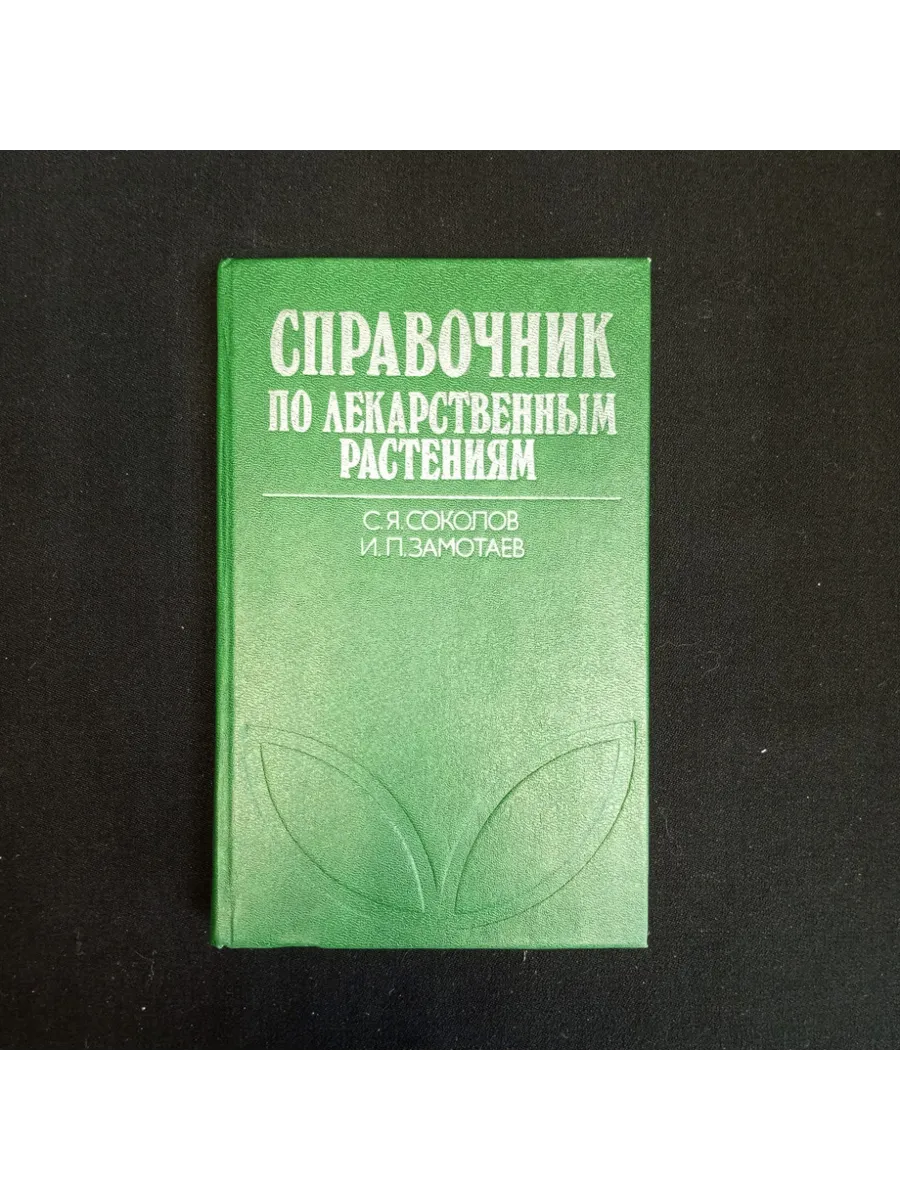 СПРАВОЧНИК
ПО ЛЕКАРСТВЕННЫМ
РАСТЕНИЯМ
С.Я.СОКОЛОВ
И.П.ЗАМОТАЕВ